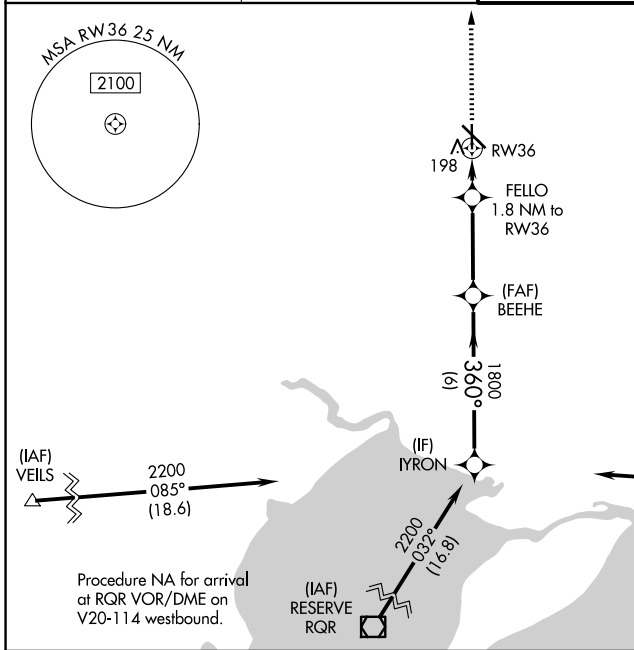 MSA RW36 25 NM
2100
RW36
198
FELLO
1.8 NM to
RW36
(FAF)
BEEHE
1800
360°
(6)
(IF)
IYRON
(IAF)
VEILS
2200
085°
(18.6)
2200
032°
(16.8)
Procedure NA for arrival
at RQR VOR/DME on
V20-114 westbound.
(IAF)
RESERVE
RQR